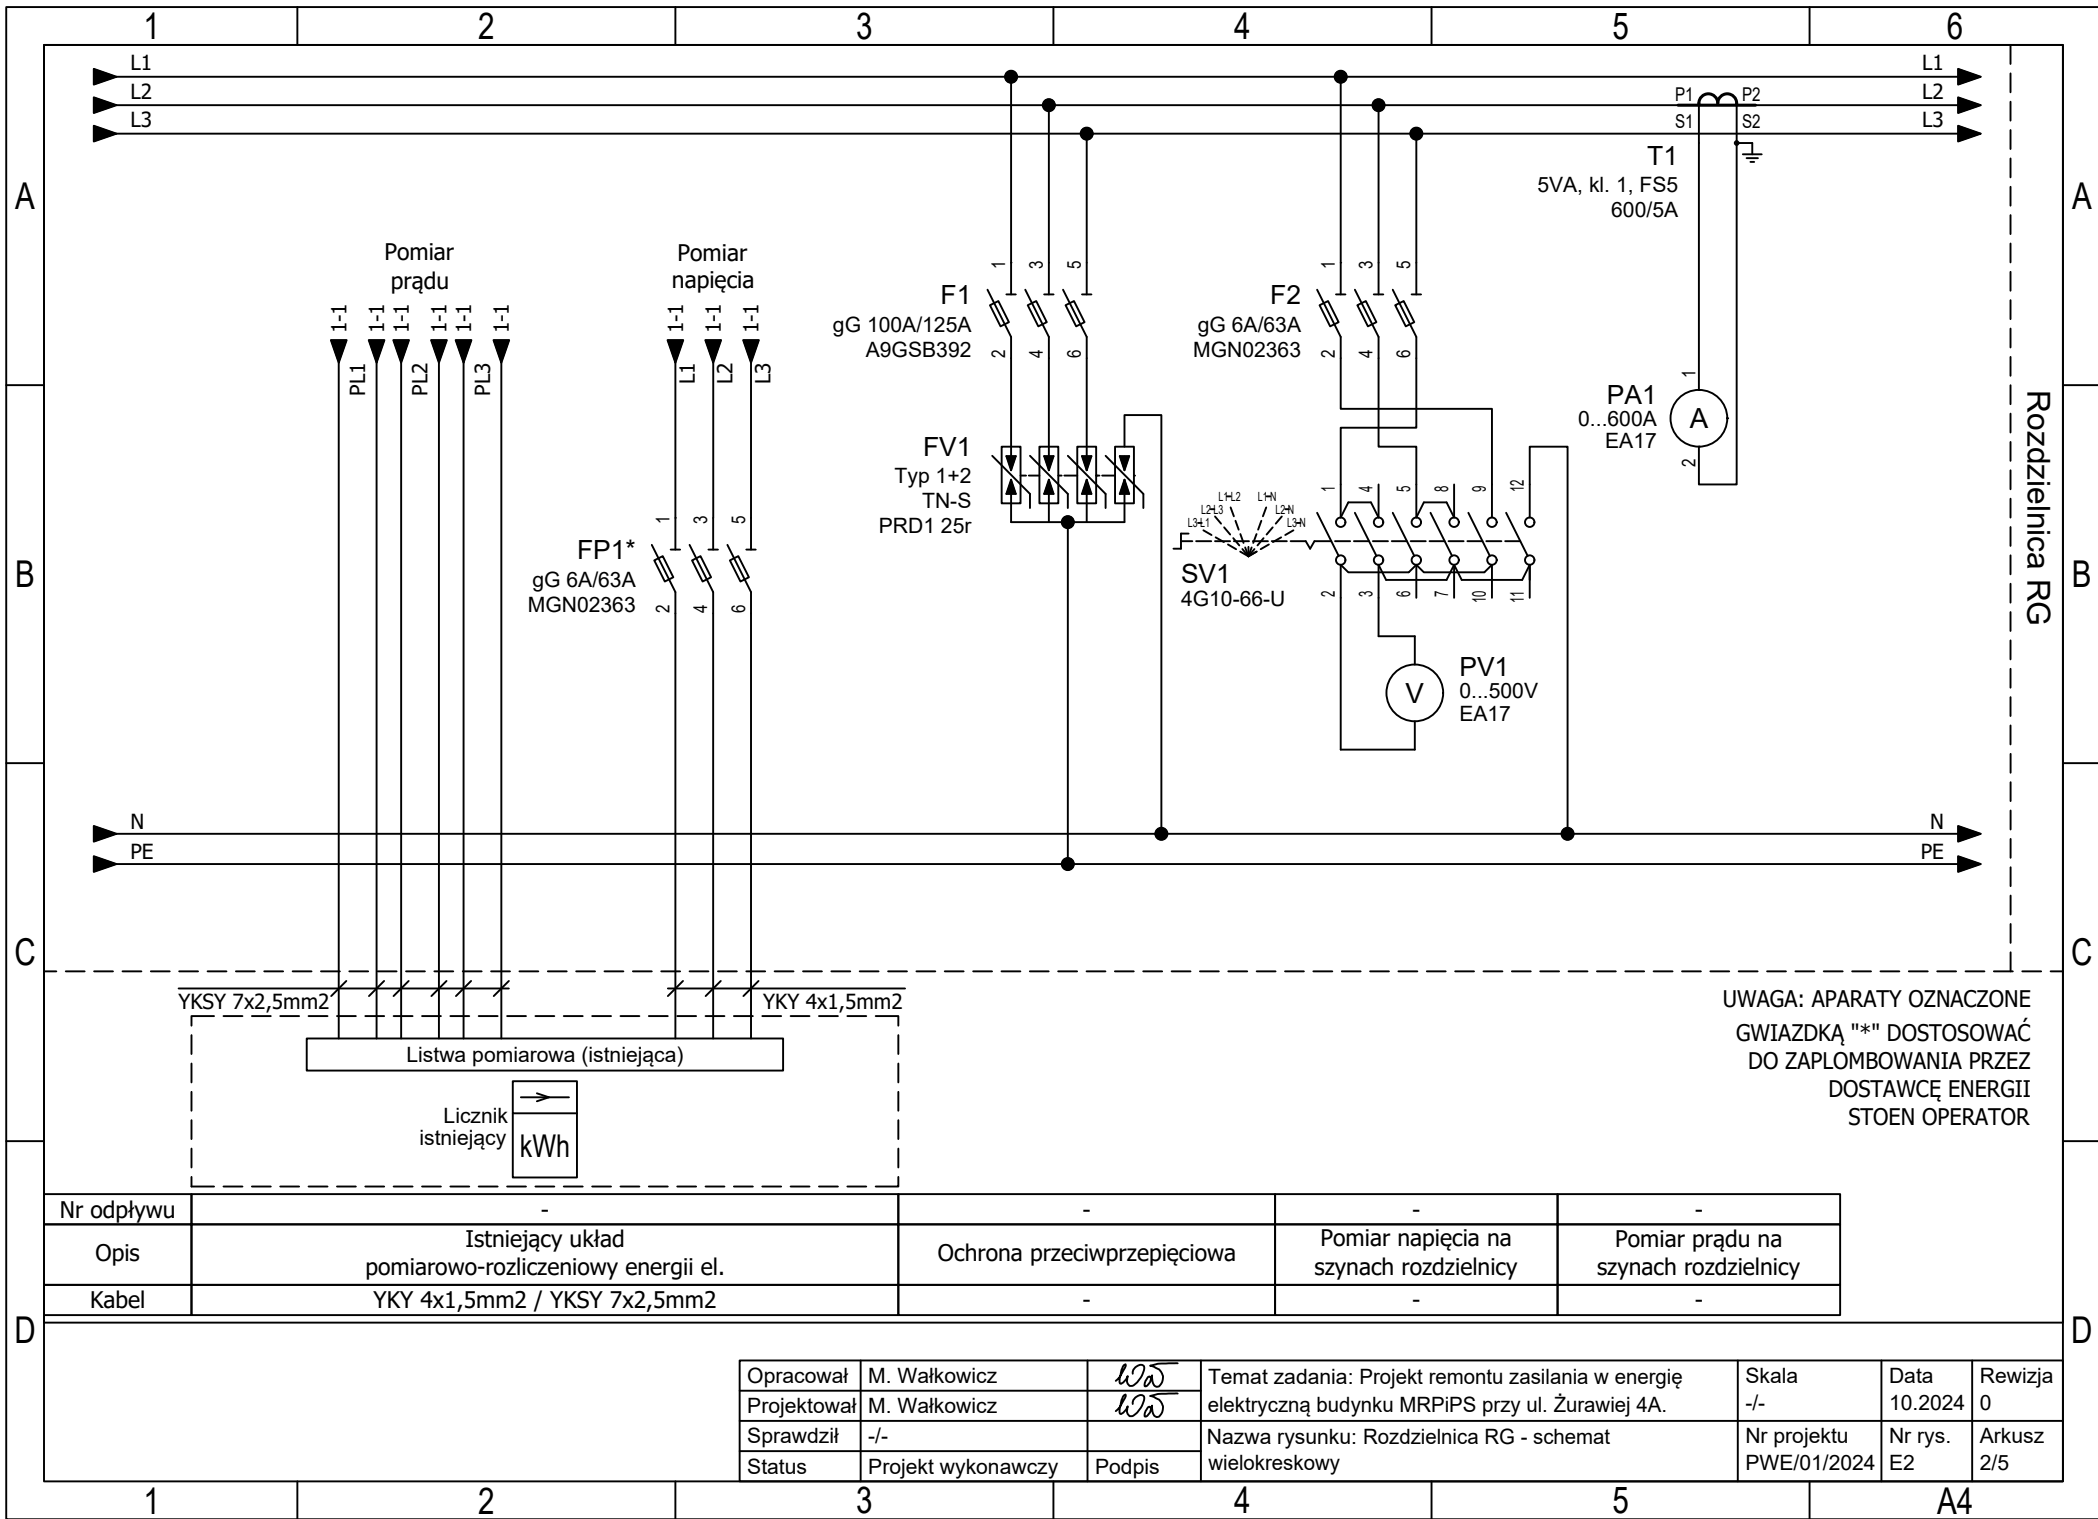 1 2 3 4 5 6
L1 L1
L2 L2
L3 L3
P1 P2
S1 S2
T1
5VA, kl. 1, FS5
600/5A
A A
Pomiar
prądu
Pomiar
napięcia
1-1 1-1 1-1 1-1 1-1 1-1
PL1 PL2 PL3
1-1 1-1 1-1
L1 L2 L3
F1
gG 100A/125A
A9GSB392
1 3 5
2 4 6
F2
gG 6A/63A
MGN02363
1 3 5
2 4 6
PA1
0...600A
EA17
A
1
2
Rozdzielnica RG
FV1
Typ 1+2
TN-S
PRD1 25r
FP1*
gG 6A/63A
MGN02363
1 3 5
2 4 6
L1-L2 L1-N
L2-L3 L2-N
L3-L1 L3-N
SV1
4G10-66-U
1 4 5 8 9 12
2 3 6 7 10 11
B B
PV1
0...500V
EA17
V
N N
PE PE
C C
YKSY 7x2,5mm2 YKY 4x1,5mm2
Listwa pomiarowa (istniejąca)
Licznik
istniejący
kWh
UWAGA: APARATY OZNACZONE
GWIAZDKĄ "*" DOSTOSOWAĆ
DO ZAPLOMBOWANIA PRZEZ
DOSTAWCĘ ENERGII
STOEN OPERATOR
Nr odpływu - - - -
Opis
Istniejący układ
pomiarowo-rozliczeniowy energii el.
Ochrona przeciwprzepięciowa
Pomiar napięcia na
szynach rozdzielnicy
Pomiar prądu na
szynach rozdzielnicy
Kabel YKY 4x1,5mm2 / YKSY 7x2,5mm2 - - -
D D
Opracował M. Wałkowicz
Projektował M. Wałkowicz
Sprawdził -/-
Status Projekt wykonawczy Podpis
Temat zadania: Projekt remontu zasilania w energię
elektryczną budynku MRPiPS przy ul. Żurawiej 4A.
Nazwa rysunku: Rozdzielnica RG - schemat
wielokreskowy
Skala
-/-
Data
10.2024
Rewizja
0
Nr projektu
PWE/01/2024
Nr rys.
E2
Arkusz
2/5
1 2 3 4 5 A4